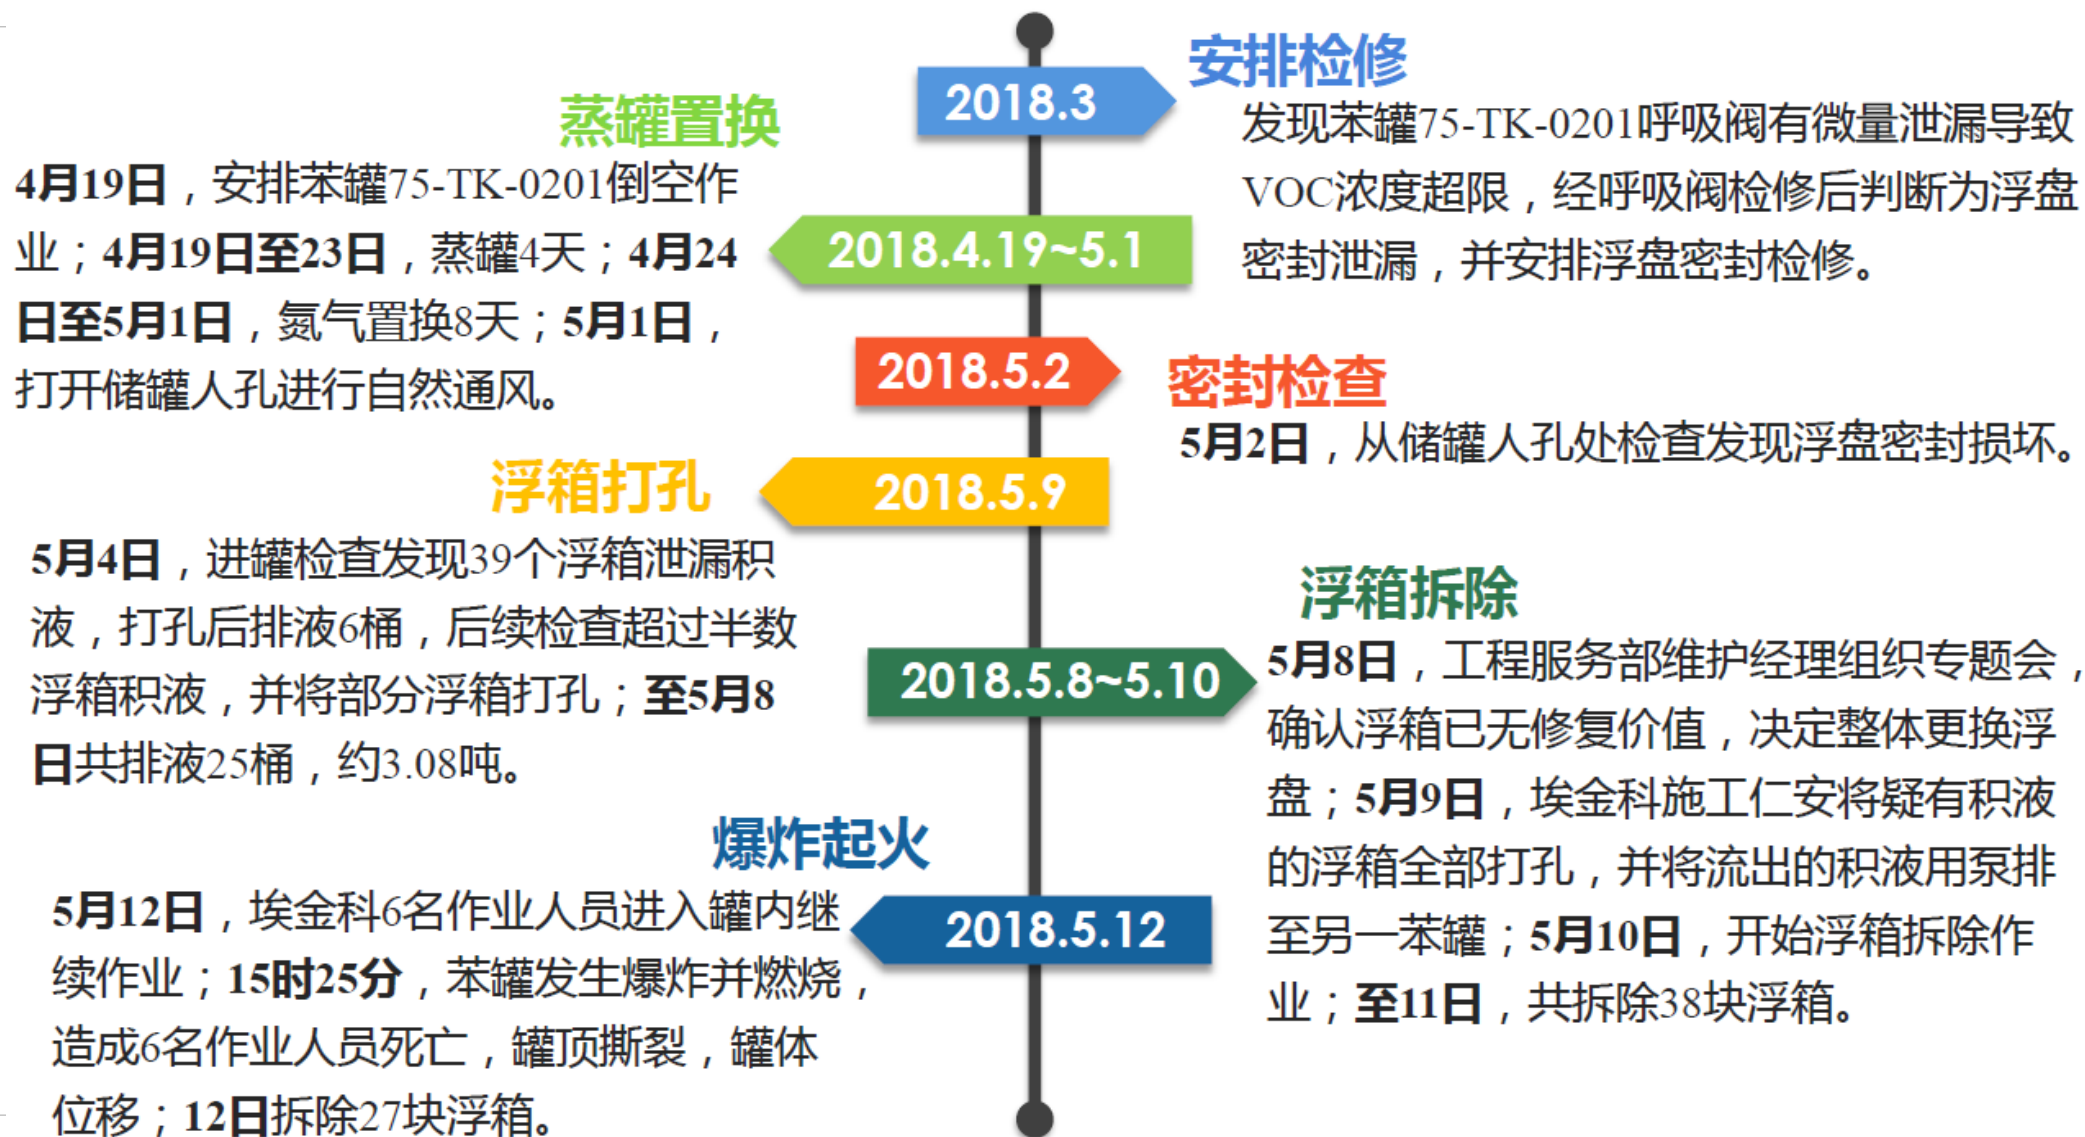 2018.3
安排检修
发现苯罐75-TK-0201呼吸阀有微量泄漏导致
VOC浓度超限，经呼吸阀检修后判断为浮盘
密封泄漏，并安排浮盘密封检修。
蒸罐置换
2018.4.19~5.1
4月19日，安排苯罐75-TK-0201倒空作
业；4月19日至23日，蒸罐4天；4月24
日至5月1日，氮气置换8天；5月1日，
打开储罐人孔进行自然通风。
2018.5.2
密封检查
5月2日，从储罐人孔处检查发现浮盘密封损坏。
浮箱打孔
2018.5.9
5月4日，进罐检查发现39个浮箱泄漏积
液，打孔后排液6桶，后续检查超过半数
浮箱积液，并将部分浮箱打孔；至5月8
日共排液25桶，约3.08吨。
浮箱拆除
2018.5.8~5.10
5月8日，工程服务部维护经理组织专题会，
确认浮箱已无修复价值，决定整体更换浮
盘；5月9日，埃金科施工仁安将疑有积液
的浮箱全部打孔，并将流出的积液用泵排
至另一苯罐；5月10日，开始浮箱拆除作
业；至11日，共拆除38块浮箱。
爆炸起火
2018.5.12
5月12日，埃金科6名作业人员进入罐内继
续作业；15时25分，苯罐发生爆炸并燃烧，
造成6名作业人员死亡，罐顶撕裂，罐体
位移；12日拆除27块浮箱。